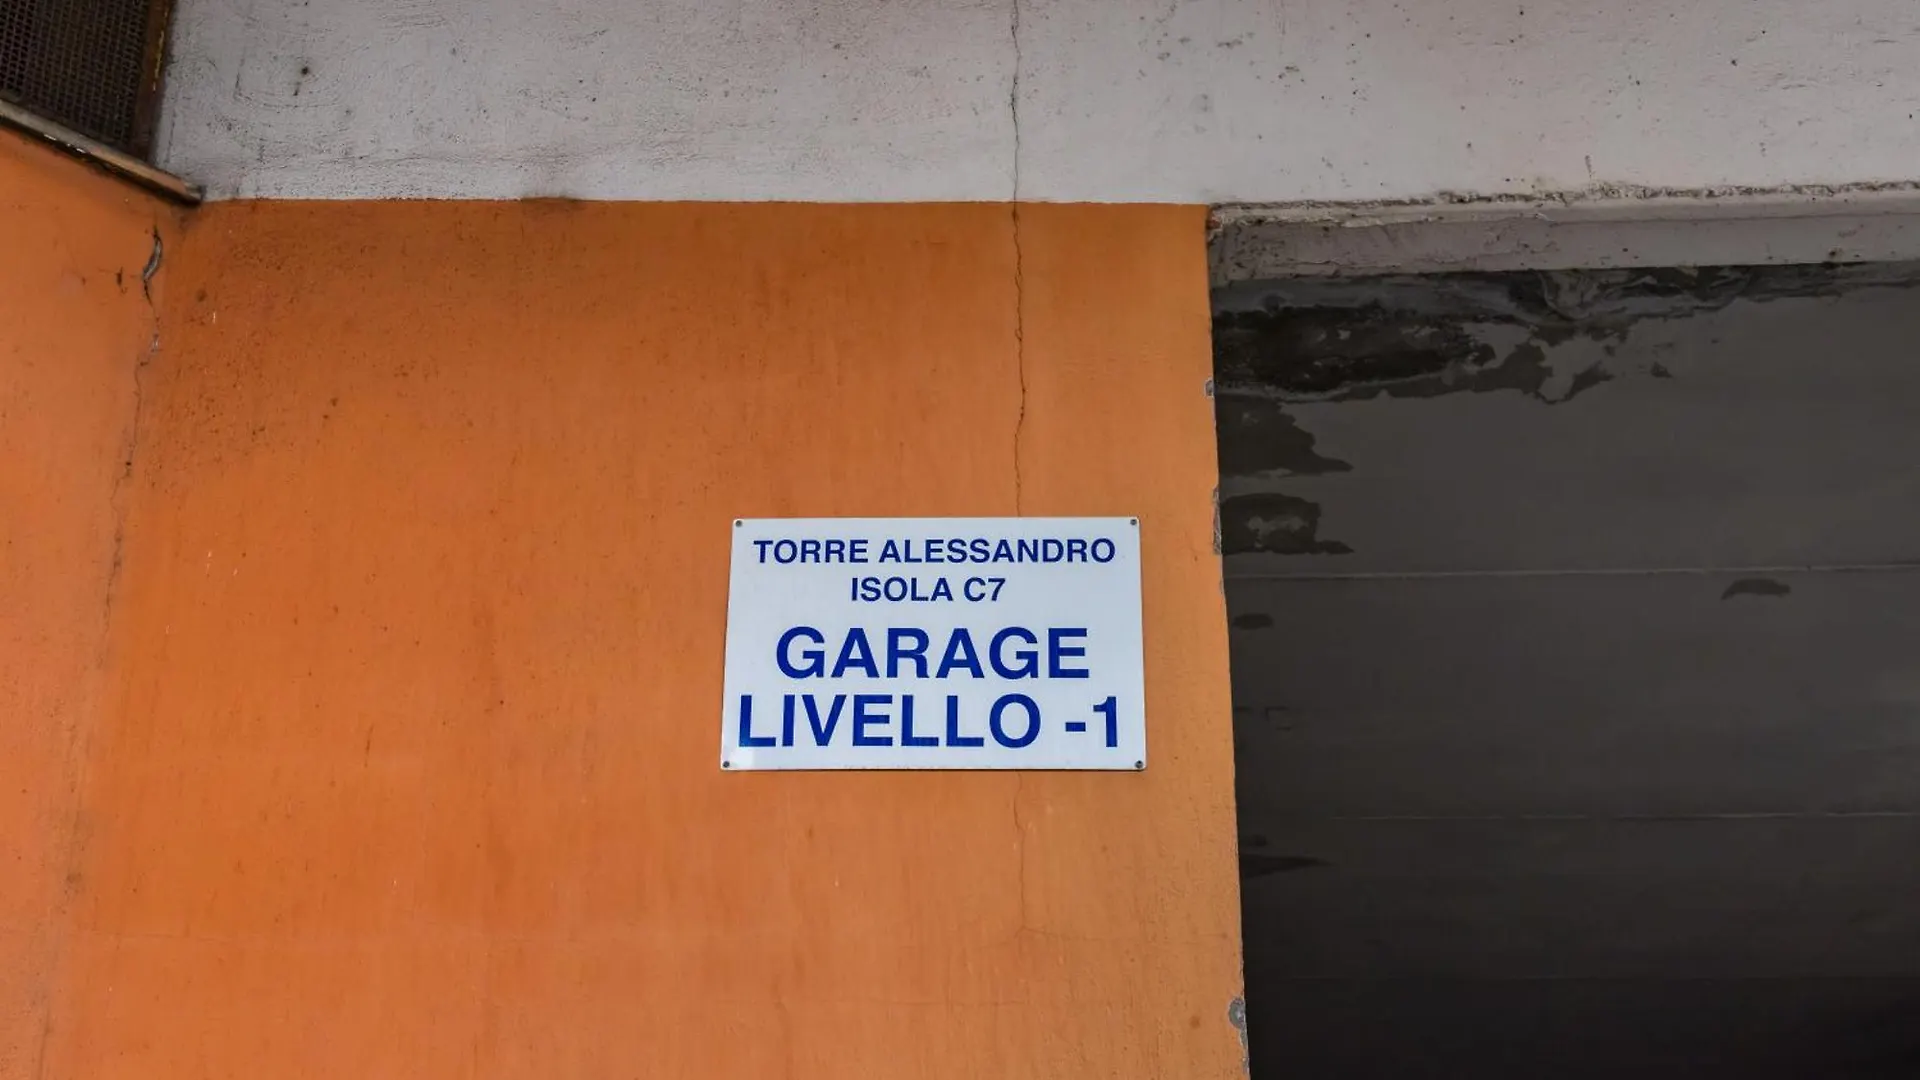 TORRE ALESSANDRO
ISOLA C7
GARAGE
LIVELLO -1